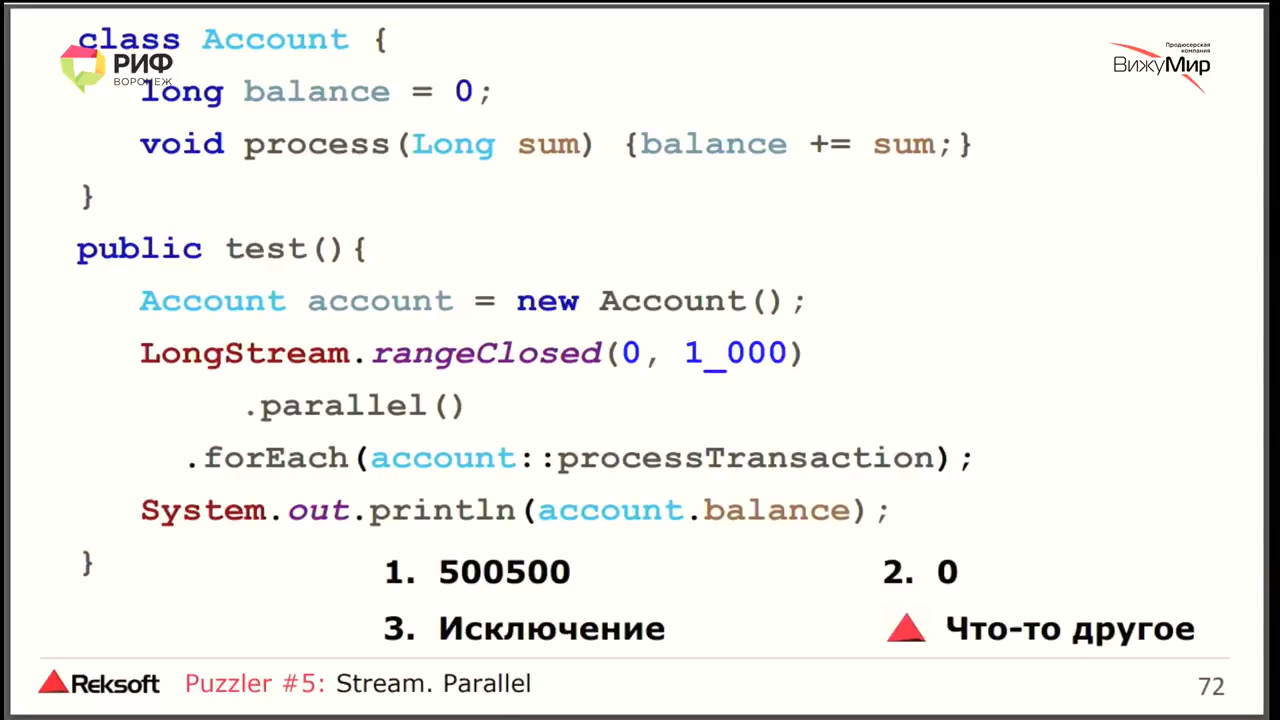 class Account {
РИФ
ВОРОНЕЖ
Продюсерская
компания
ВижуМир
long balance = 0;
void process(Long sum) {balance += sum;}
}
public test(){
Account account = new Account();
LongStream.rangeClosed(0, 1_000)
.parallel()
.forEach(account::processTransaction);
System.out.println(account.balance);
}
1. 500500
2. 0
3. Исключение
Что-то другое
Reksoft
Puzzler #5: Stream. Parallel
72